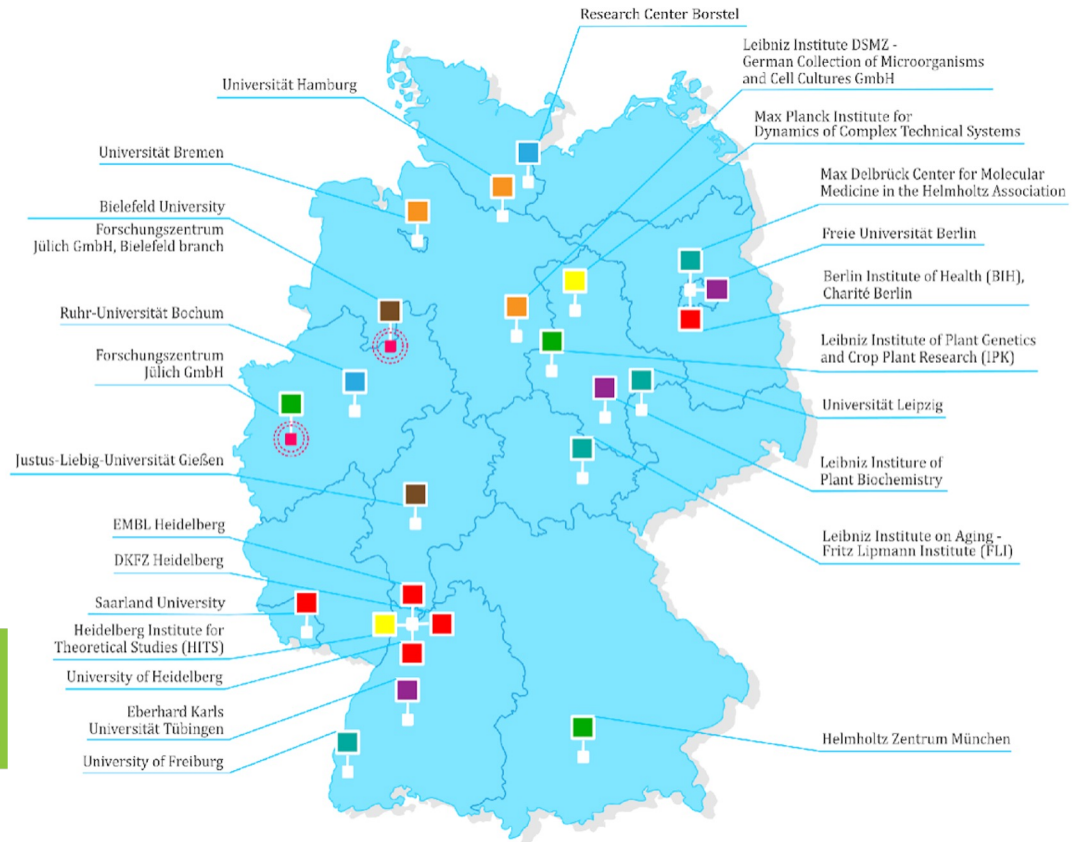 Research Center Borstel
Leibniz Institute DSMZ -
German Collection of Microorganisms
and Cell Cultures GmbH
Universität Hamburg
Max Planck Institute for
Dynamics of Complex Technical Systems
Universität Bremen
Max Delbrück Center for Molecular
Medicine in the Helmholtz Association
Bielefeld University
Forschungszentrum
Jülich GmbH, Bielefeld branch
Freie Universität Berlin
Berlin Institute of Health (BIH),
Charité Berlin
Ruhr-Universität Bochum
Leibniz Institute of Plant Genetics
and Crop Plant Research (IPK)
Forschungszentrum
Jülich GmbH
Universität Leipzig
Justus-Liebig-Universität Gießen
Leibniz Institure of
Plant Biochemistry
EMBL Heidelberg
Leibniz Institute on Aging -
Fritz Lipmann Institute (FLI)
DKFZ Heidelberg
Saarland University
Heidelberg Institute for
Theoretical Studies (HITS)
University of Heidelberg
Eberhard Karls
Universität Tübingen
Helmholtz Zentrum München
University of Freiburg